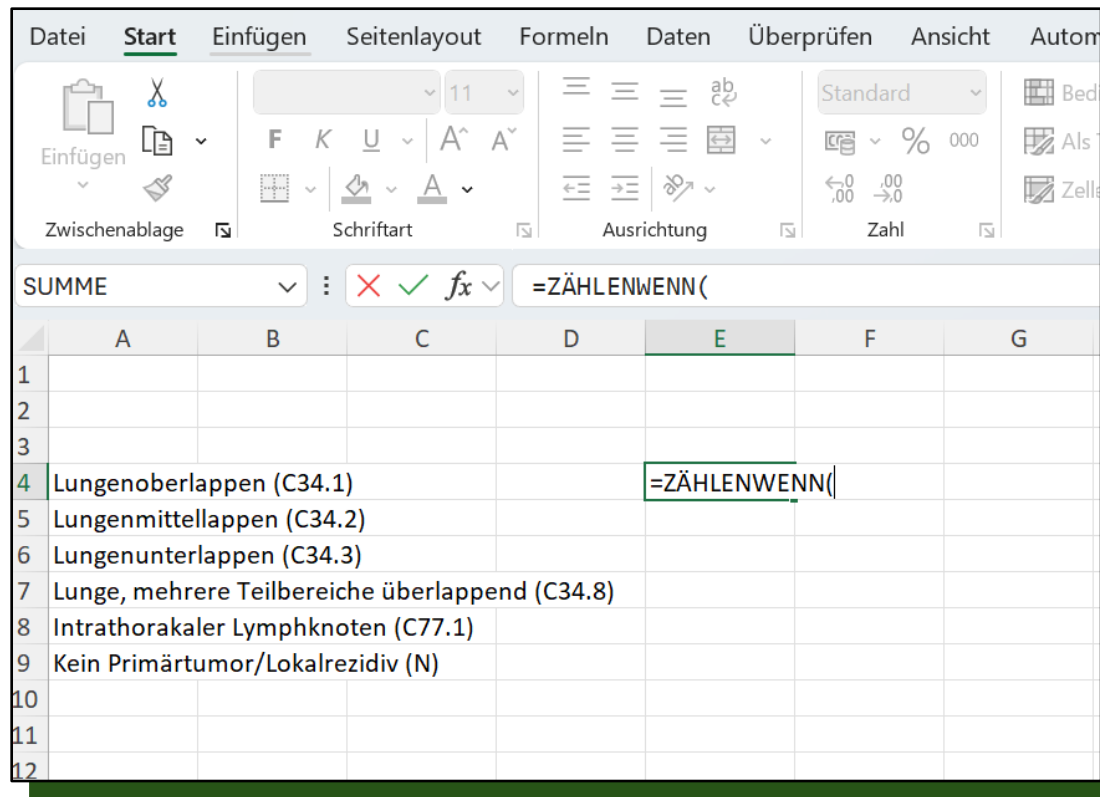 Datei Start Einfügen Seitenlayout Formeln Daten Überprüfen Ansicht Autom
Standard Bedi
11
F K U A A % 000 Als
Einfügen
A Zelle
Zwischenablage Schriftart Ausrichtung Zahl
SUMME fx =ZÄHLENWENN(
A B C D E F G
1
2
3
4 Lungenoberlappen (C34.1) =ZÄHLENWENN(
5 Lungenmittellappen (C34.2)
6 Lungenunterlappen (C34.3)
7 Lunge, mehrere Teilbereiche überlappend (C34.8)
8 Intrathorakaler Lymphknoten (C77.1)
9 Kein Primärtumor/Lokalrezidiv (N)
10
11
12